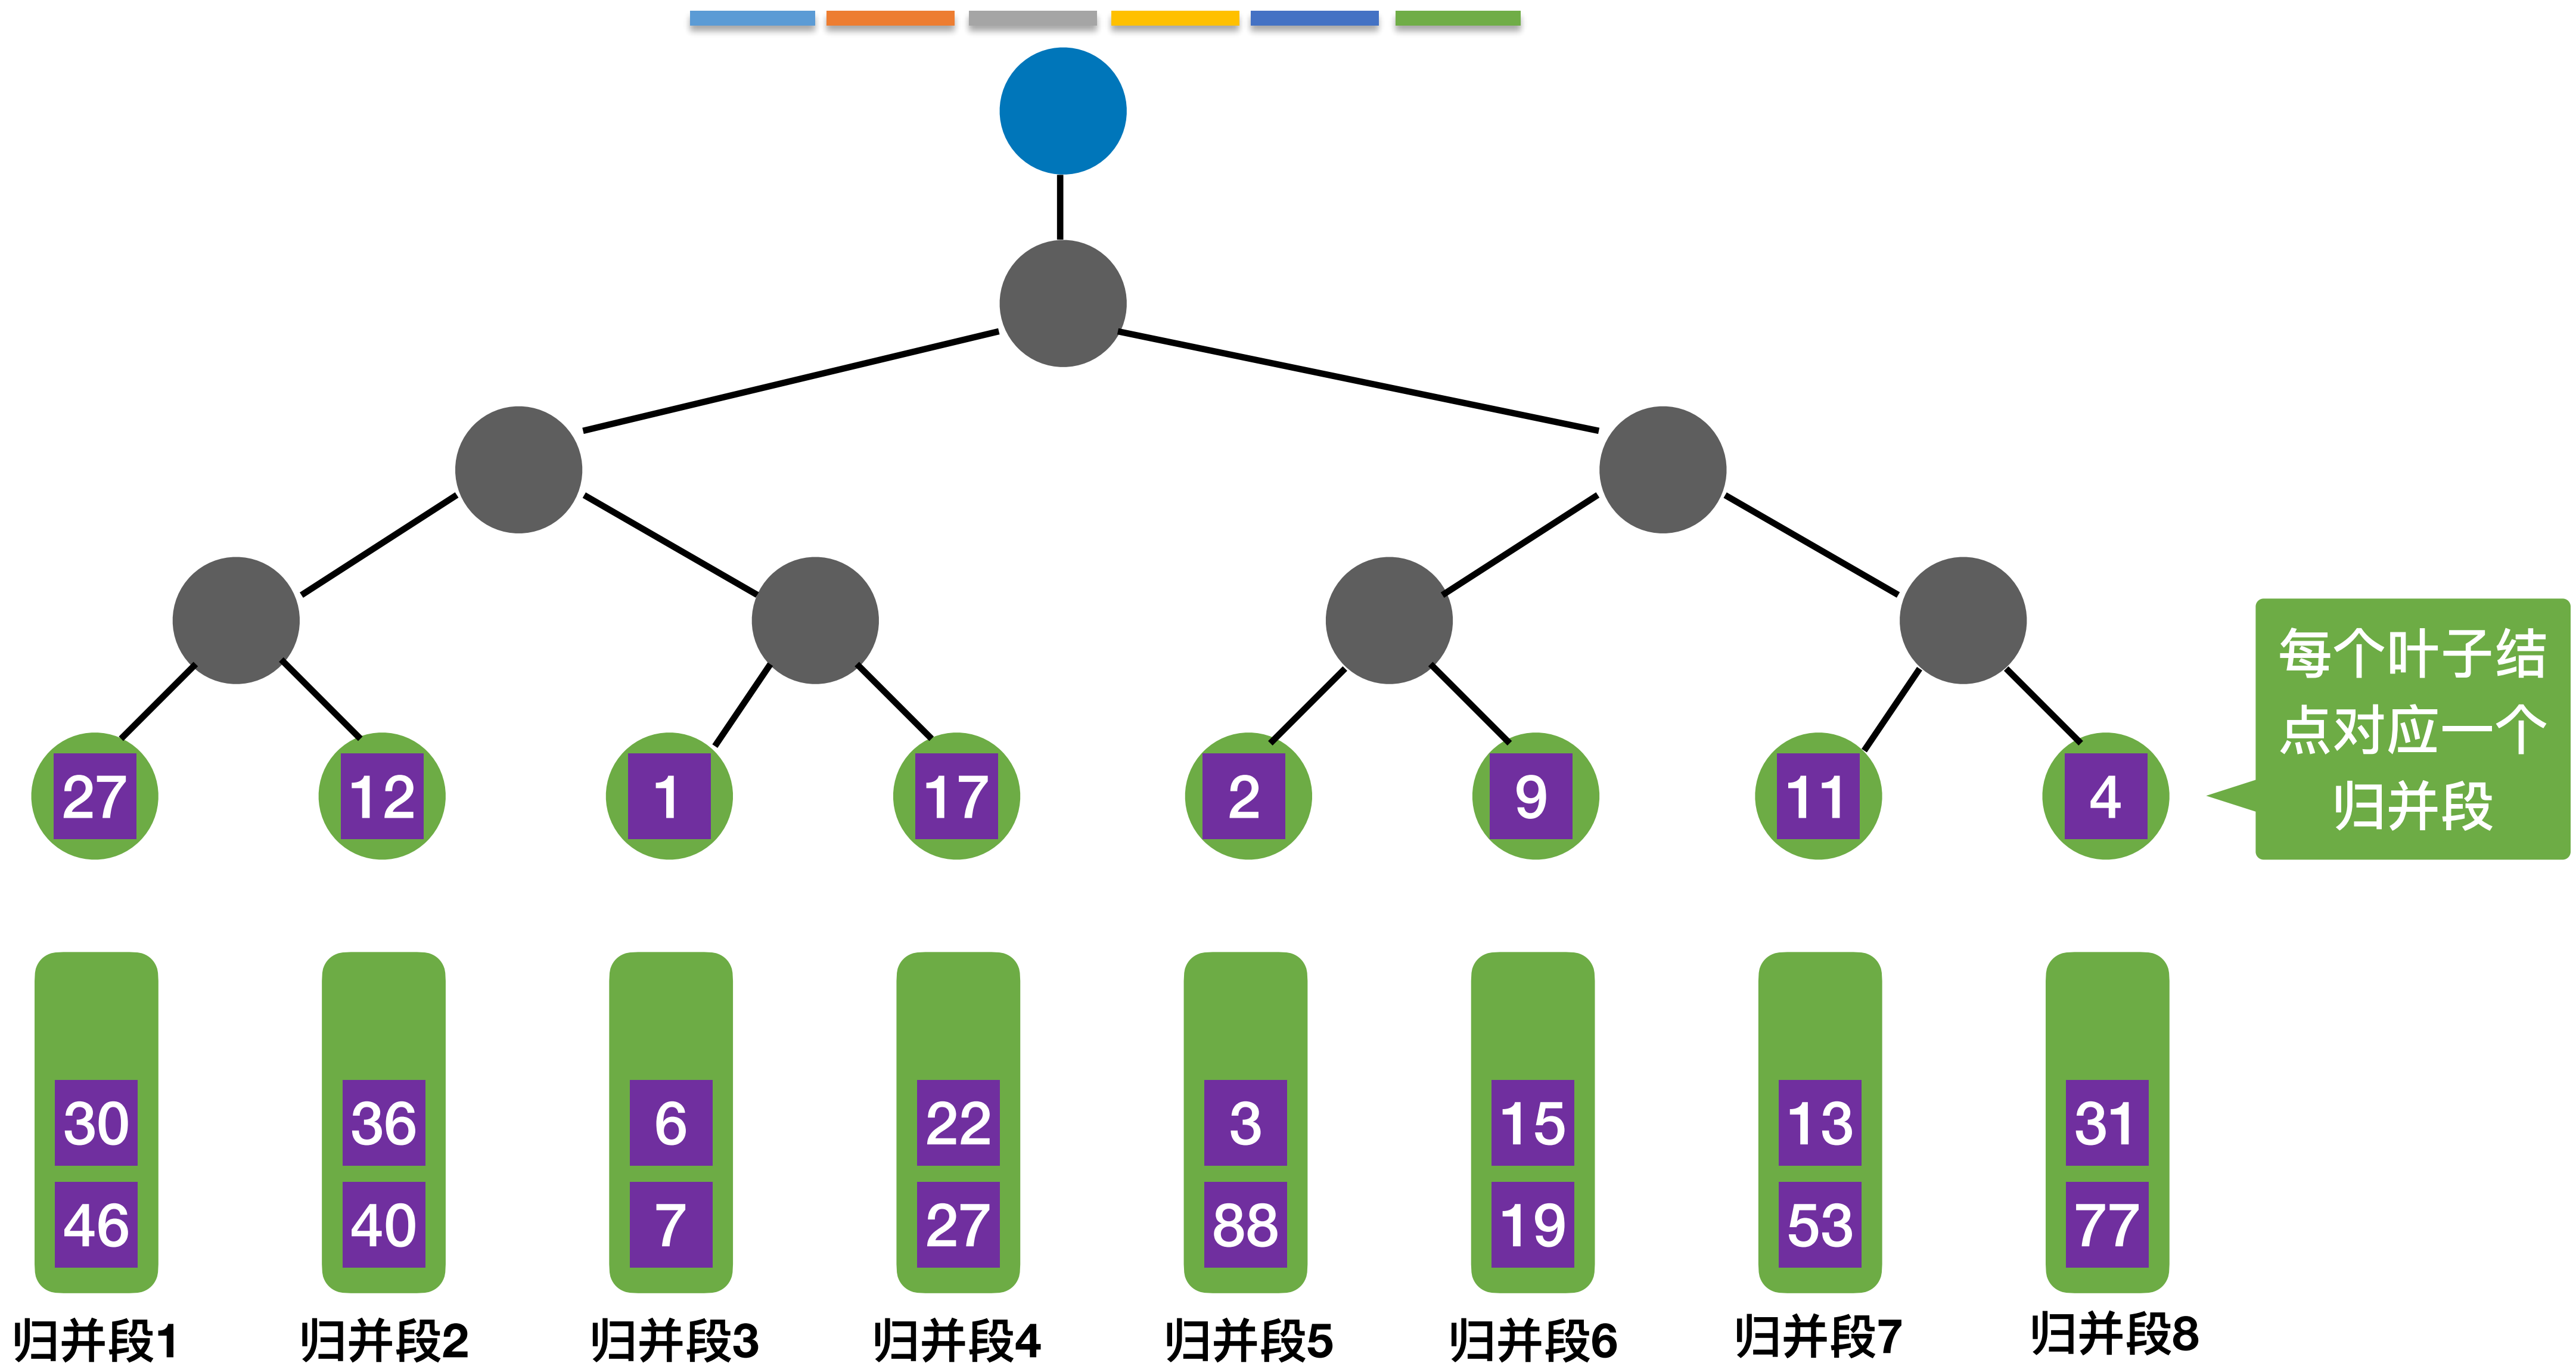 27 12 1 17 2 9 11 4
每个叶子结
点对应一个
归并段
30 36 6 22 3 15 13 31
46 40 7 27 88 19 53 77
归并段1 归并段2 归并段3 归并段4 归并段5 归并段6 归并段7 归并段8